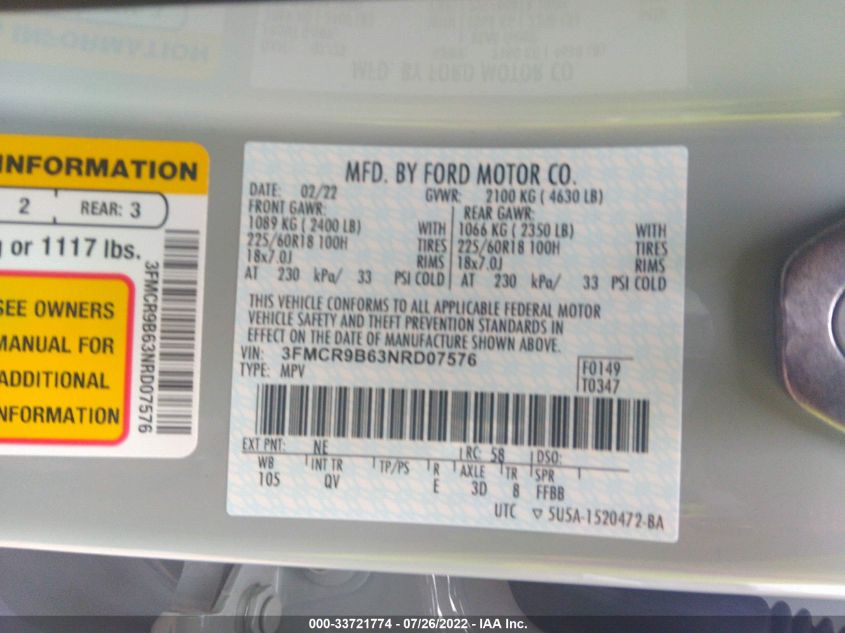 INFORMATION
2 REAR: 3
or 1117 lbs.
SEE OWNERS
MANUAL FOR
ADDITIONAL
INFORMATION
3FMCR9B63NRD07576
MFD. BY FORD MOTOR CO.
DATE: 02/22 GVWR: 2100 KG ( 4630 LB)
FRONT GAWR: REAR GAWR:
1089 KG ( 2400 LB) WITH 1066 KG ( 2350 LB) WITH
225/60R18 100H TIRES 225/60R18 100H TIRES
18x7.0J RIMS 18x7.0J RIMS
AT 230 kPa/ 33 PSI COLD AT 230 kPa/ 33 PSI COLD
THIS VEHICLE CONFORMS TO ALL APPLICABLE FEDERAL MOTOR
VEHICLE SAFETY AND THEFT PREVENTION STANDARDS IN
EFFECT ON THE DATE OF MANUFACTURE SHOWN ABOVE.
VIN: 3FMCR9B63NRD07576
TYPE: MPV
F0149
T0347
EXT PNT: NE RC: 58 DSO:
WB INT TR TP/PS R AXLE TR SPR
105 QV E 3D 8 FFBB
UTC ▽ 5U5A-1520472-BA
000-33721774 - 07/26/2022 - IAA Inc.